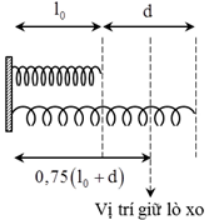 l₀ d
0,75(l₀ + d)
Vị trí giữ lò xo